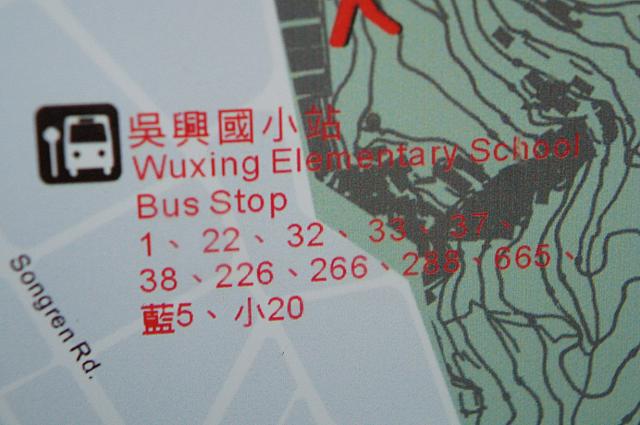 吳興國小站
Wuxing Elementary School
Bus Stop
1、22、32、33、37、
38、226、266、288、665、
藍5、小20
Songren Rd.